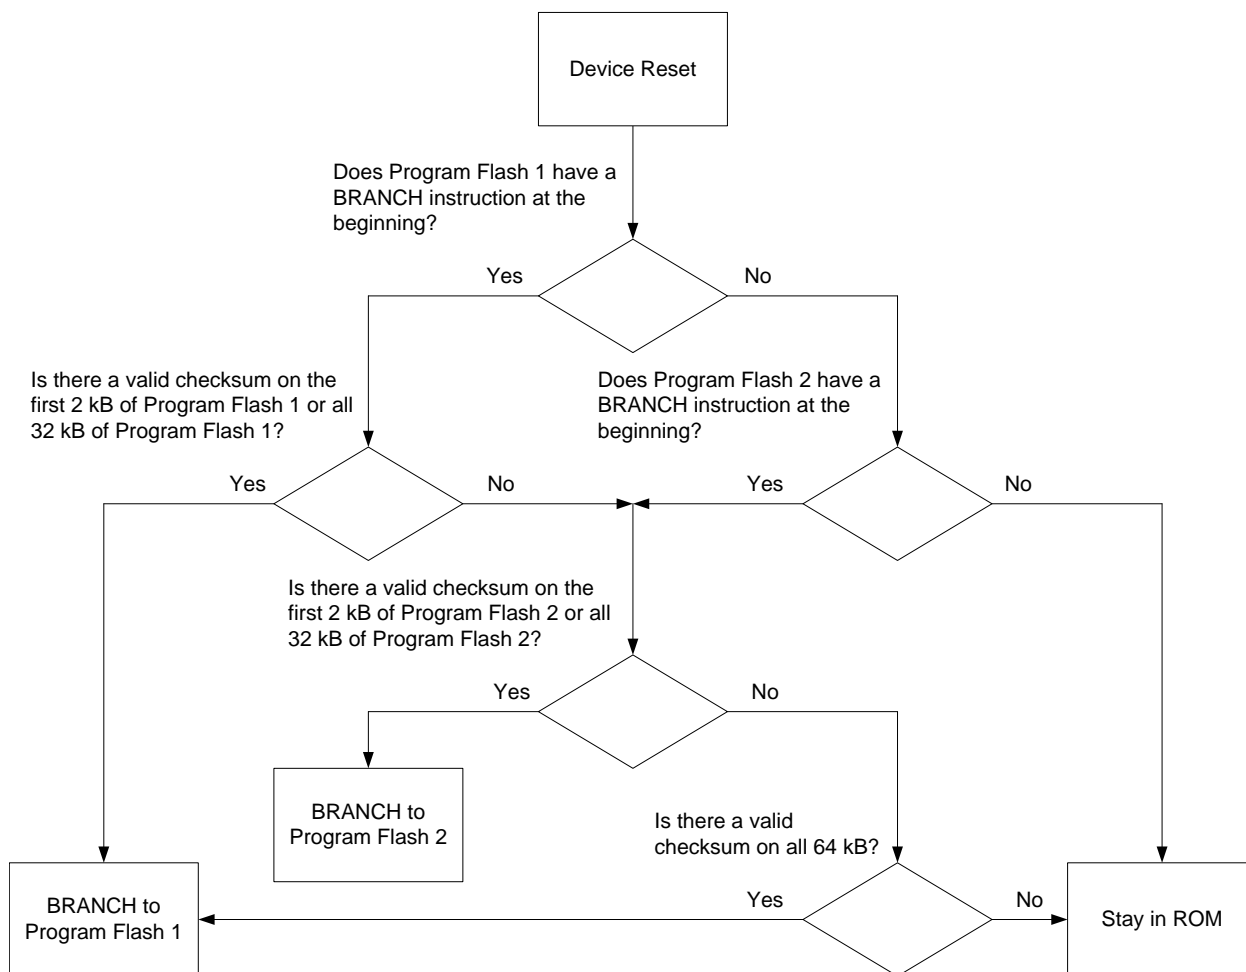 Device Reset
Does Program Flash 1 have a
BRANCH instruction at the
beginning?
Yes
No
Is there a valid checksum on the
first 2 kB of Program Flash 1 or all
32 kB of Program Flash 1?
Does Program Flash 2 have a
BRANCH instruction at the
beginning?
Yes
No
Yes
No
Is there a valid checksum on the
first 2 kB of Program Flash 2 or all
32 kB of Program Flash 2?
Yes
No
BRANCH to
Program Flash 2
Is there a valid
checksum on all 64 kB?
Yes
No
BRANCH to
Program Flash 1
Stay in ROM